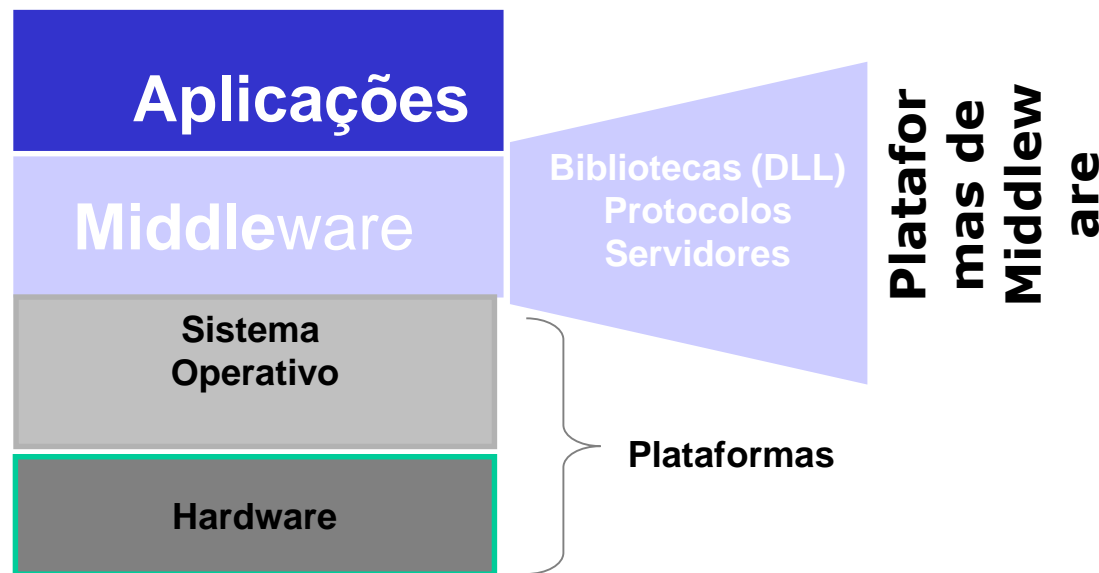 Aplicações
Middleware
Bibliotecas (DLL)
Protocolos
Servidores
Platafor
mas de
Middlew
are
Sistema
Operativo
Plataformas
Hardware